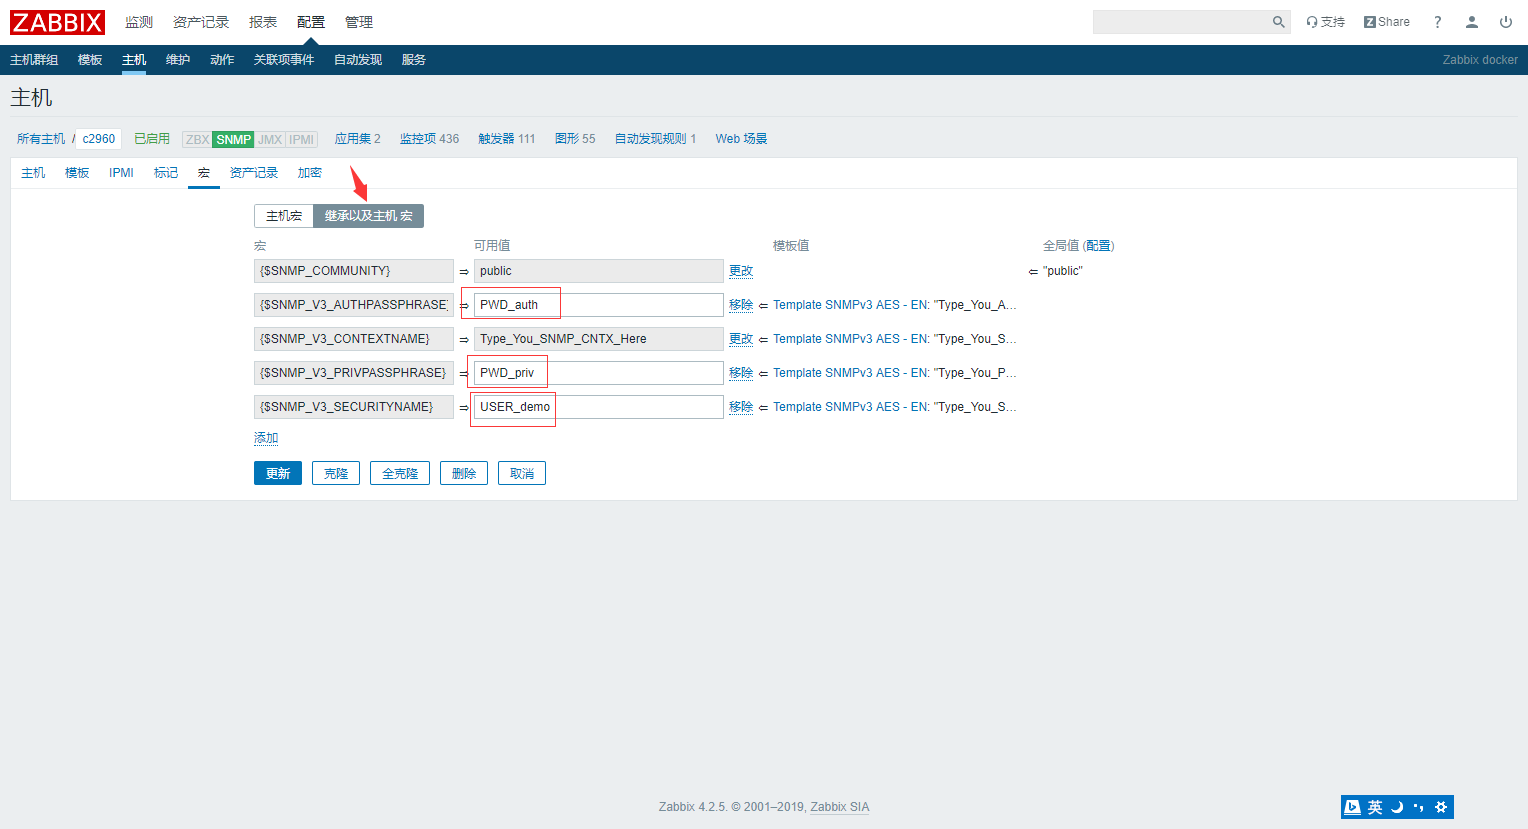 ZABBIX 监测 资产记录 报表 配置 管理 支持 Z Share ?
主机群组 模板 主机 维护 动作 关联项事件 自动发现 服务 Zabbix docker
主机
所有主机 / c2960 已启用 ZBX SNMP JMX IPMI 应用集 2 监控项 436 触发器 111 图形 55 自动发现规则 1 Web 场景
主机 模板 IPMI 标记 宏 资产记录 加密
主机宏 继承以及主机 宏
宏 可用值 模板值 全局值 (配置)
{$SNMP_COMMUNITY} ⇒ public 更改 ⇐ "public"
{$SNMP_V3_AUTHPASSPHRASE} ⇒ PWD_auth 移除 ⇐ Template SNMPv3 AES - EN: "Type_You_A...
{$SNMP_V3_CONTEXTNAME} ⇒ Type_You_SNMP_CNTX_Here 更改 ⇐ Template SNMPv3 AES - EN: "Type_You_S...
{$SNMP_V3_PRIVPASSPHRASE} ⇒ PWD_priv 移除 ⇐ Template SNMPv3 AES - EN: "Type_You_P...
{$SNMP_V3_SECURITYNAME} ⇒ USER_demo 移除 ⇐ Template SNMPv3 AES - EN: "Type_You_S...
添加
更新 克隆 全克隆 删除 取消
Zabbix 4.2.5. © 2001–2019, Zabbix SIA
英